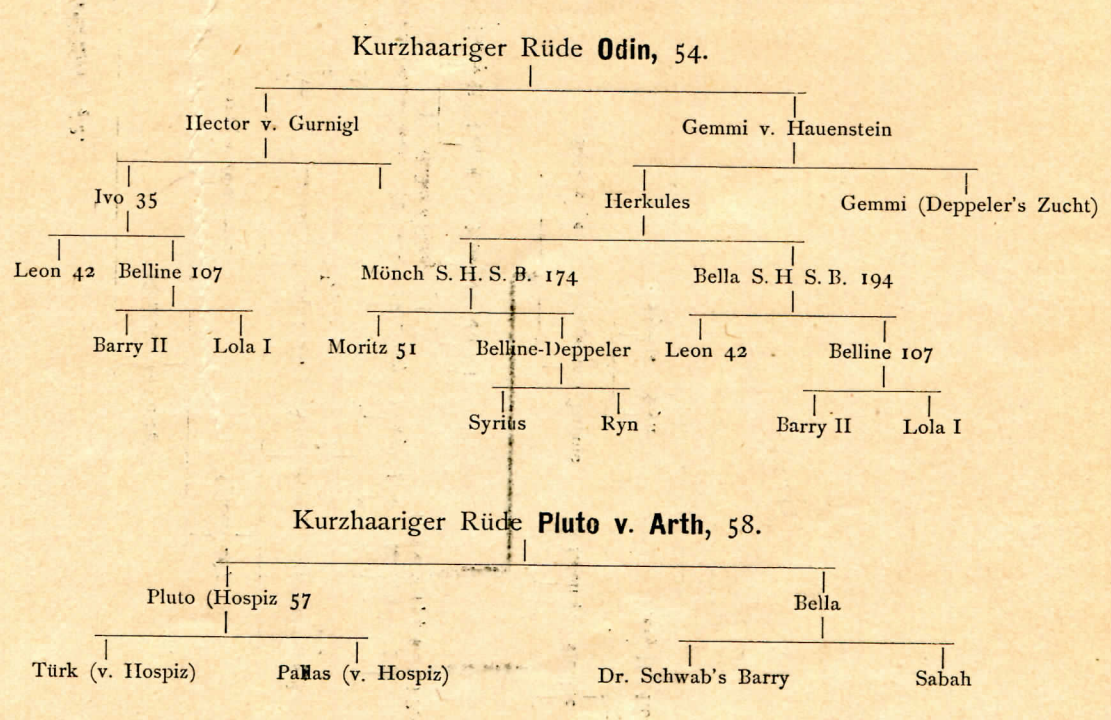 Kurzhaariger Rüde Odin, 54.
Hector v. Gurnigl Gemmi v. Hauenstein
Ivo 35 Herkules Gemmi (Deppeler's Zucht)
Leon 42 Belline 107 Mönch S. H. S. B. 174 Bella S. H S. B. 194
Barry II Lola I Moritz 51 Belline-Deppeler Leon 42 Belline 107
Syrius Ryn Barry II Lola I
Kurzhaariger Rüde Pluto v. Arth, 58.
Pluto (Hospiz 57 Bella
Türk (v. Hospiz) Pallas (v. Hospiz) Dr. Schwab's Barry Sabah